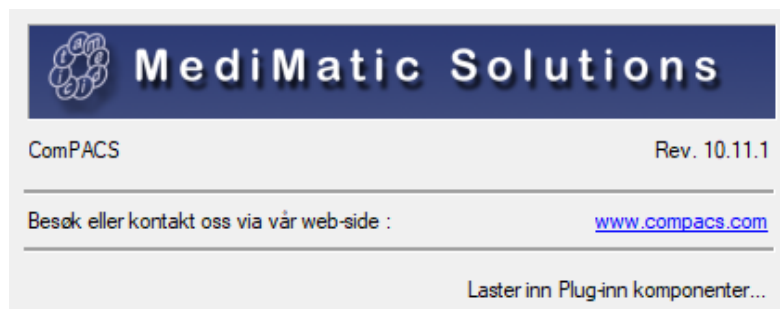 MediMatic Solutions
ComPACS Rev. 10.11.1
Besøk eller kontakt oss via vår web-side : www.compacs.com
Laster inn Plug-inn komponenter...